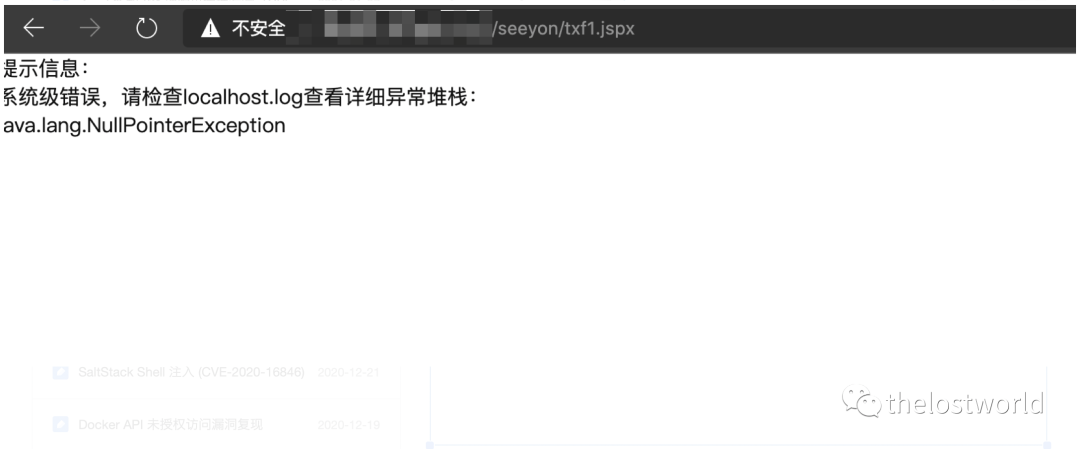 不安全 /seeyon/txf1.jspx
提示信息：
系统级错误，请检查localhost.log查看详细异常堆栈：
ava.lang.NullPointerException
SaltStack Shell 注入 (CVE-2020-16846) 2020-12-21
Docker API 未授权访问漏洞复现 2020-12-19
thelostworld